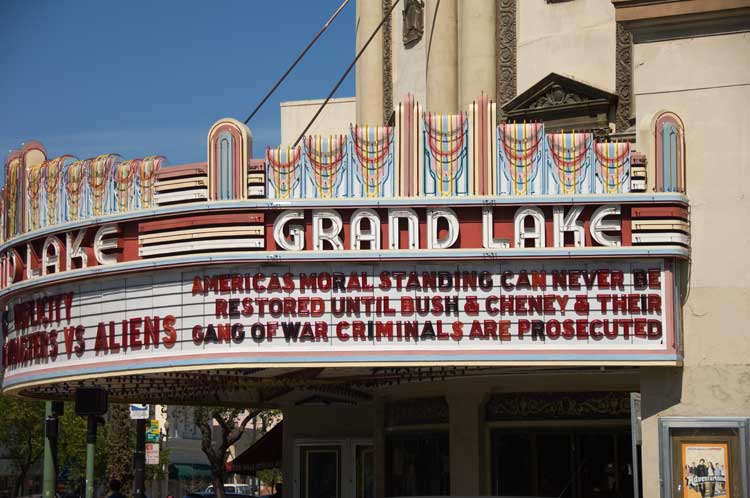 GRAND LAKE
LAKE
AMERICAS MORAL STANDING CAN NEVER BE
RESTORED UNTIL BUSH & CHENEY & THEIR
GANG OF WAR CRIMINALS ARE PROSECUTED
VS ALIENS